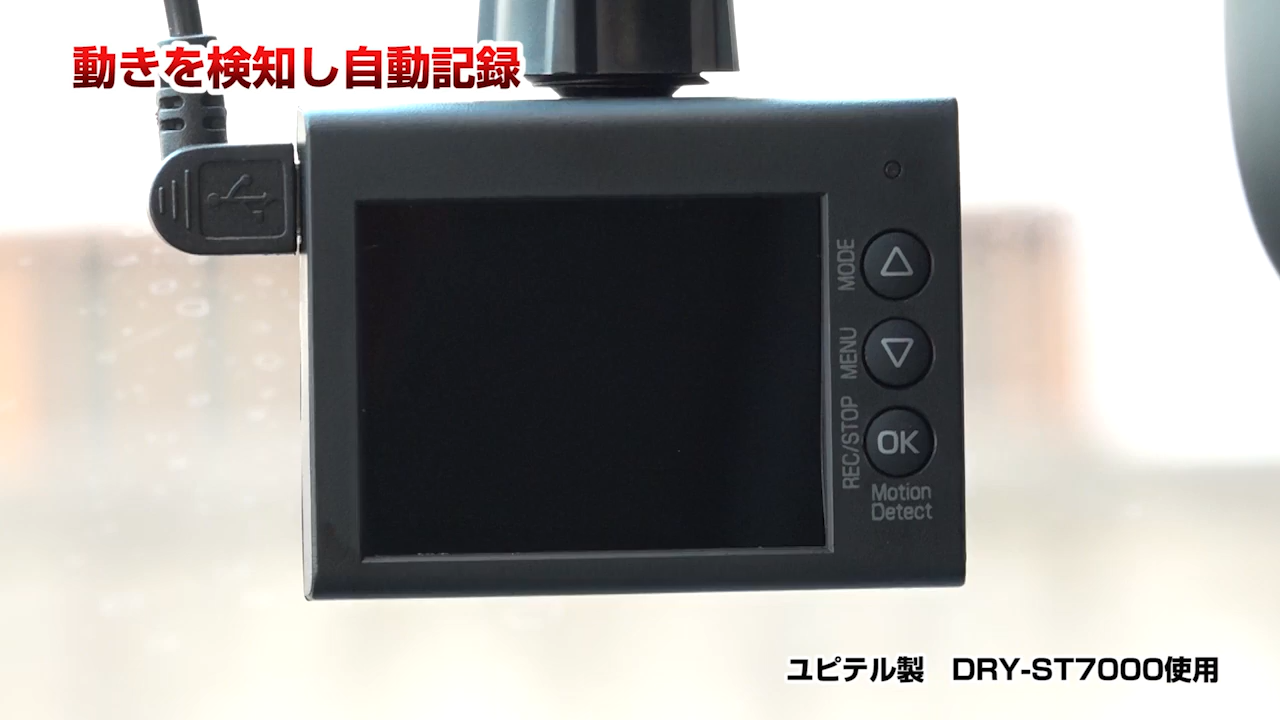 動きを検知し自動記録
MODE
MENU
REC/STOP
OK
Motion
Detect
ユピテル製 DRY-ST7000使用